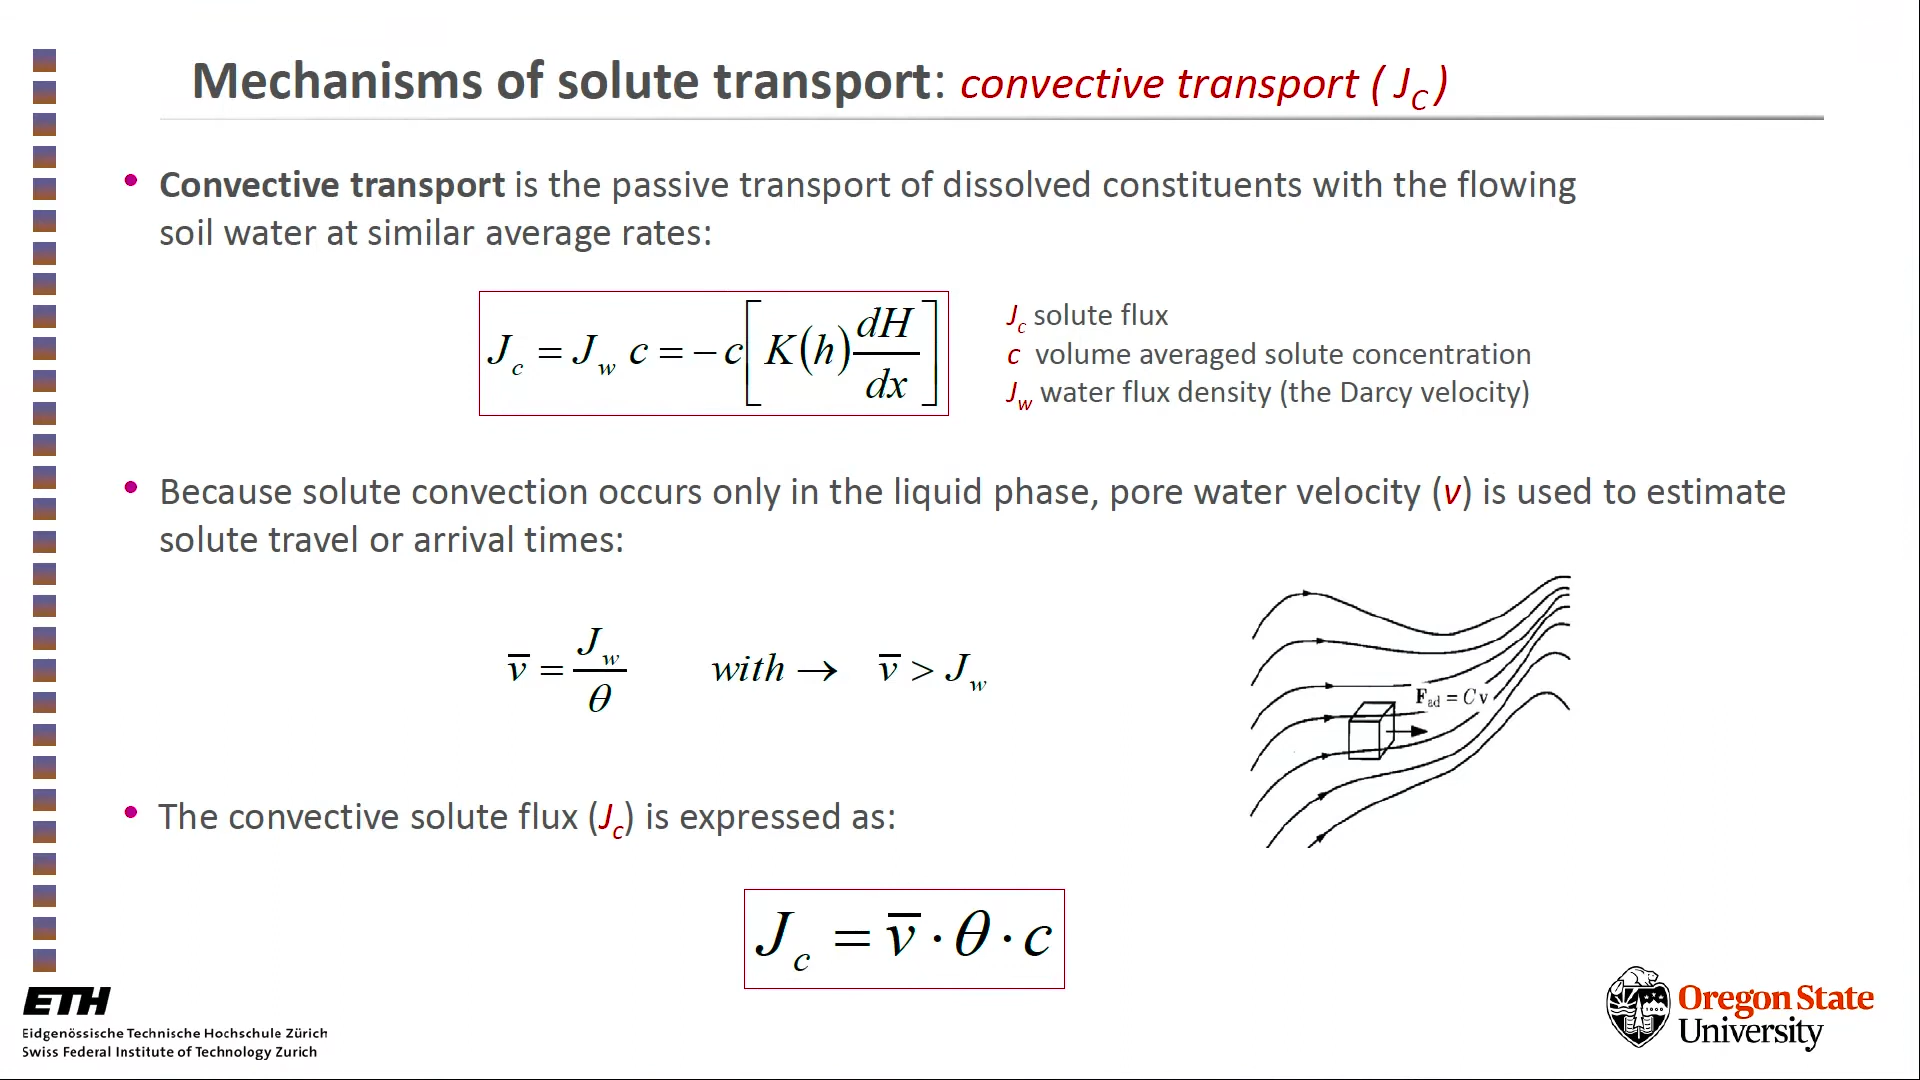 Mechanisms of solute transport: convective transport ( J_C )
• Convective transport is the passive transport of dissolved constituents with the flowing
soil water at similar average rates:
J_c = J_w c = −c[K(h) dH/dx]
J_c solute flux
c volume averaged solute concentration
J_w water flux density (the Darcy velocity)
• Because solute convection occurs only in the liquid phase, pore water velocity (v) is used to estimate
solute travel or arrival times:
v̅ = J_w/θ with → v̅ > J_w
F_ad = Cv
• The convective solute flux (J_c) is expressed as:
J_c = v̅ · θ · c
ETH
Eidgenössische Technische Hochschule Zürich
Swiss Federal Institute of Technology Zurich
Oregon State
University